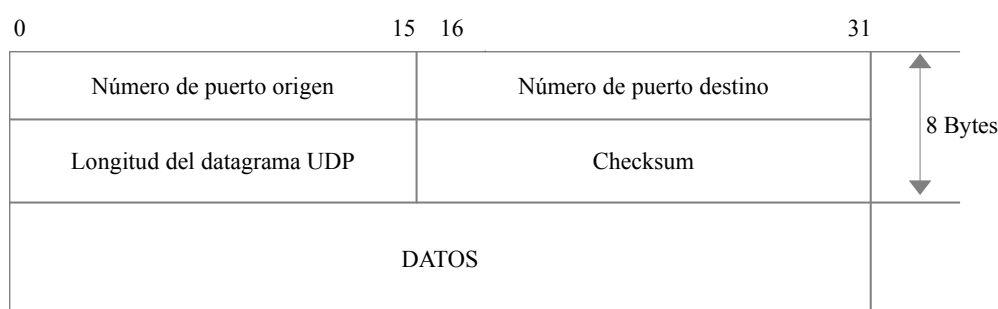 0 15 16 31
Número de puerto origen Número de puerto destino
8 Bytes
Longitud del datagrama UDP Checksum
DATOS